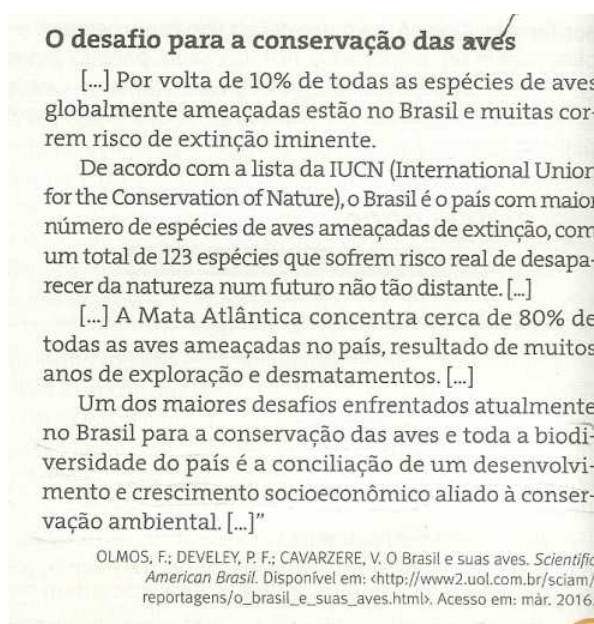 O desafio para a conservação das aves
[...] Por volta de 10% de todas as espécies de aves
globalmente ameaçadas estão no Brasil e muitas cor-
rem risco de extinção iminente.
De acordo com a lista da IUCN (International Union
for the Conservation of Nature), o Brasil é o país com maior
número de espécies de aves ameaçadas de extinção, com
um total de 123 espécies que sofrem risco real de desapa-
recer da natureza num futuro não tão distante. [...]
[...] A Mata Atlântica concentra cerca de 80% de
todas as aves ameaçadas no país, resultado de muitos
anos de exploração e desmatamentos. [...]
Um dos maiores desafios enfrentados atualmente
no Brasil para a conservação das aves e toda a biodi-
versidade do país é a conciliação de um desenvolvi-
mento e crescimento socioeconômico aliado à conser-
vação ambiental. [...]"
OLMOS, F.; DEVELEY, P. F.; CAVARZERE, V. O Brasil e suas aves. Scientific
American Brasil. Disponível em: <http://www2.uol.com.br/sciam/
reportagens/o_brasil_e_suas_aves.html>. Acesso em: már. 2016.